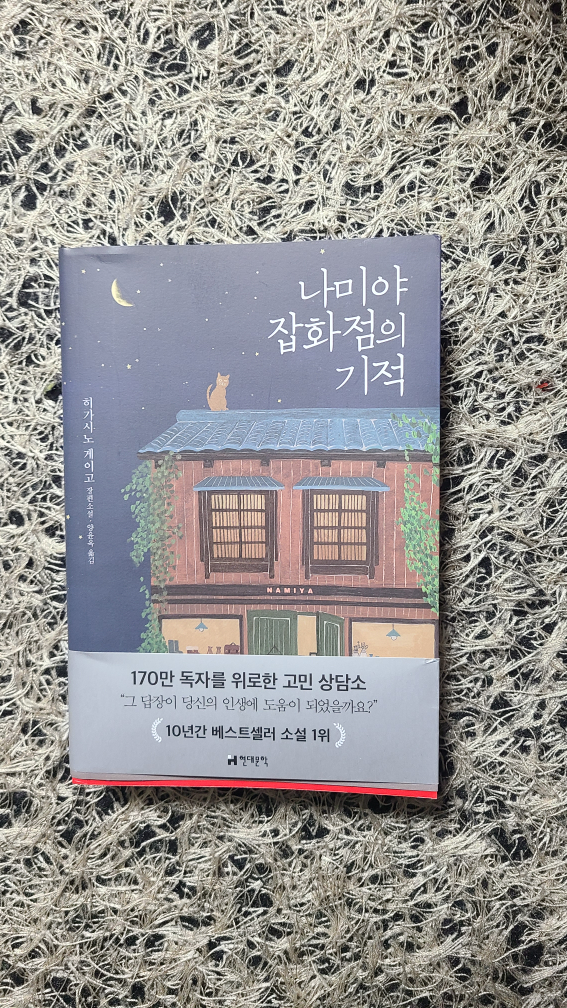 나미야
잡화점의
기적
히가시노 게이고 장편소설·양윤옥 옮김
NAMIYA
170만 독자를 위로한 고민 상담소
“그 답장이 당신의 인생에 도움이 되었을까요?”
10년간 베스트셀러 소설 1위
현대문학